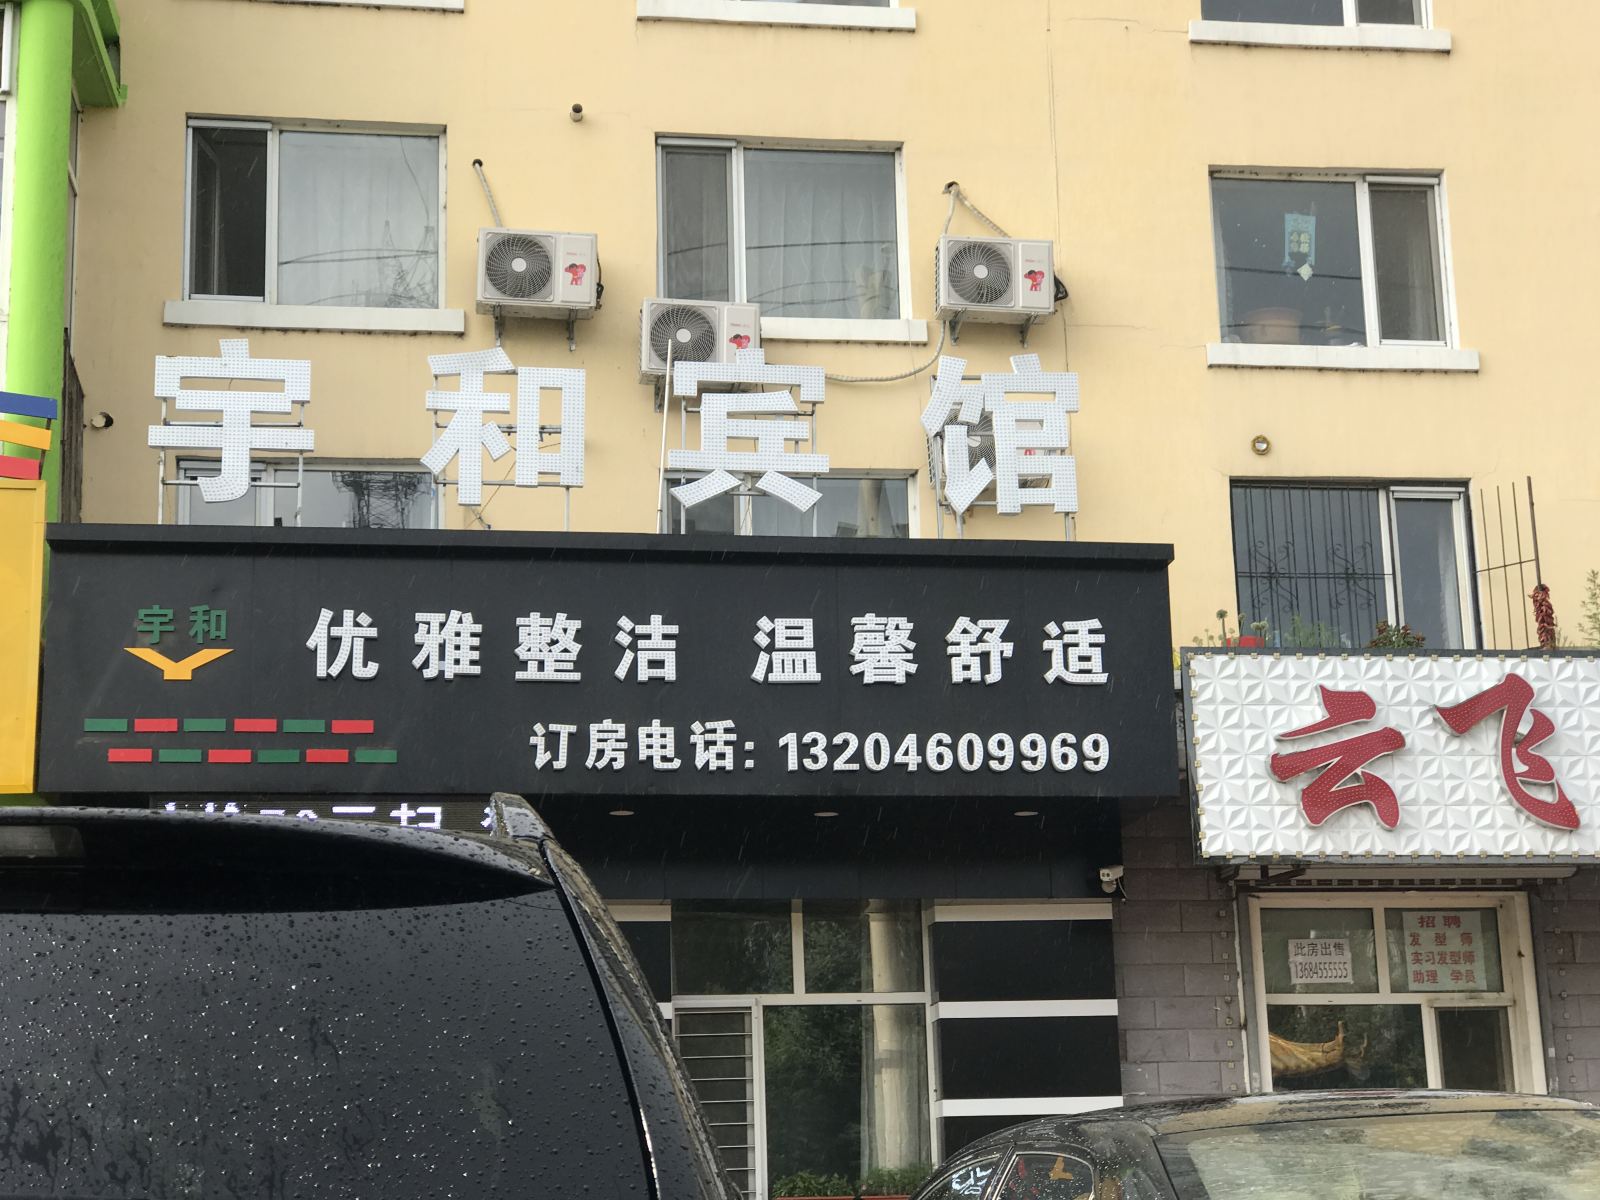 宇和宾馆
宇和
优雅整洁 温馨舒适
订房电话: 13204609969
云飞
此房出售
13684555555
招聘
发型师
实习发型师
助理 学员